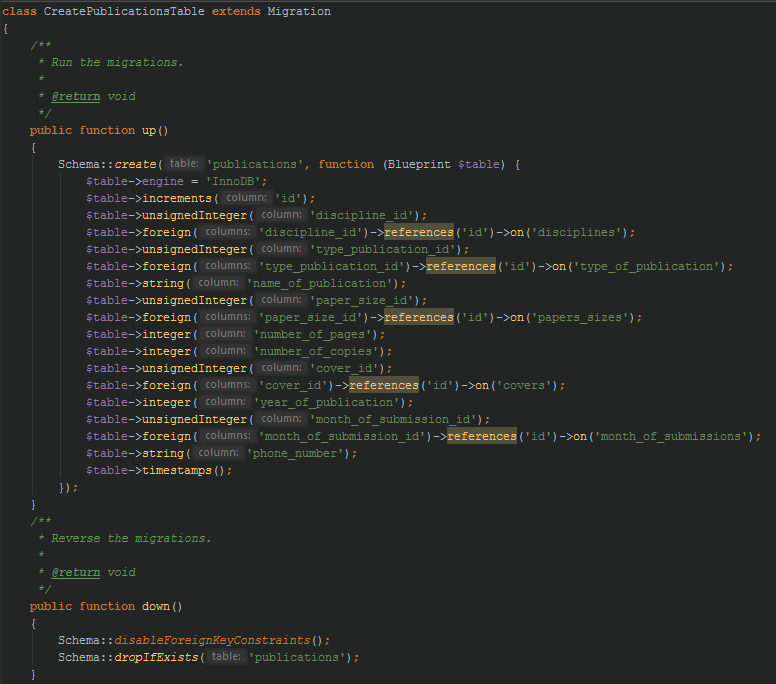 class CreatePublicationsTable extends Migration
{
    /**
     * Run the migrations.
     *
     * @return void
     */
    public function up()
    {
        Schema::create( table: 'publications', function (Blueprint $table) {
            $table->engine = 'InnoDB';
            $table->increments( column: 'id');
            $table->unsignedInteger( column: 'discipline_id');
            $table->foreign( columns: 'discipline_id')->references('id')->on('disciplines');
            $table->unsignedInteger( column: 'type_publication_id');
            $table->foreign( columns: 'type_publication_id')->references('id')->on('type_of_publication');
            $table->string( column: 'name_of_publication');
            $table->unsignedInteger( column: 'paper_size_id');
            $table->foreign( columns: 'paper_size_id')->references('id')->on('papers_sizes');
            $table->integer( column: 'number_of_pages');
            $table->integer( column: 'number_of_copies');
            $table->unsignedInteger( column: 'cover_id');
            $table->foreign( columns: 'cover_id')->references('id')->on('covers');
            $table->integer( column: 'year_of_publication');
            $table->unsignedInteger( column: 'month_of_submission_id');
            $table->foreign( columns: 'month_of_submission_id')->references('id')->on('month_of_submissions');
            $table->string( column: 'phone_number');
            $table->timestamps();
        });
    }
    /**
     * Reverse the migrations.
     *
     * @return void
     */
    public function down()
    {
        Schema::disableForeignKeyConstraints();
        Schema::dropIfExists( table: 'publications');
    }